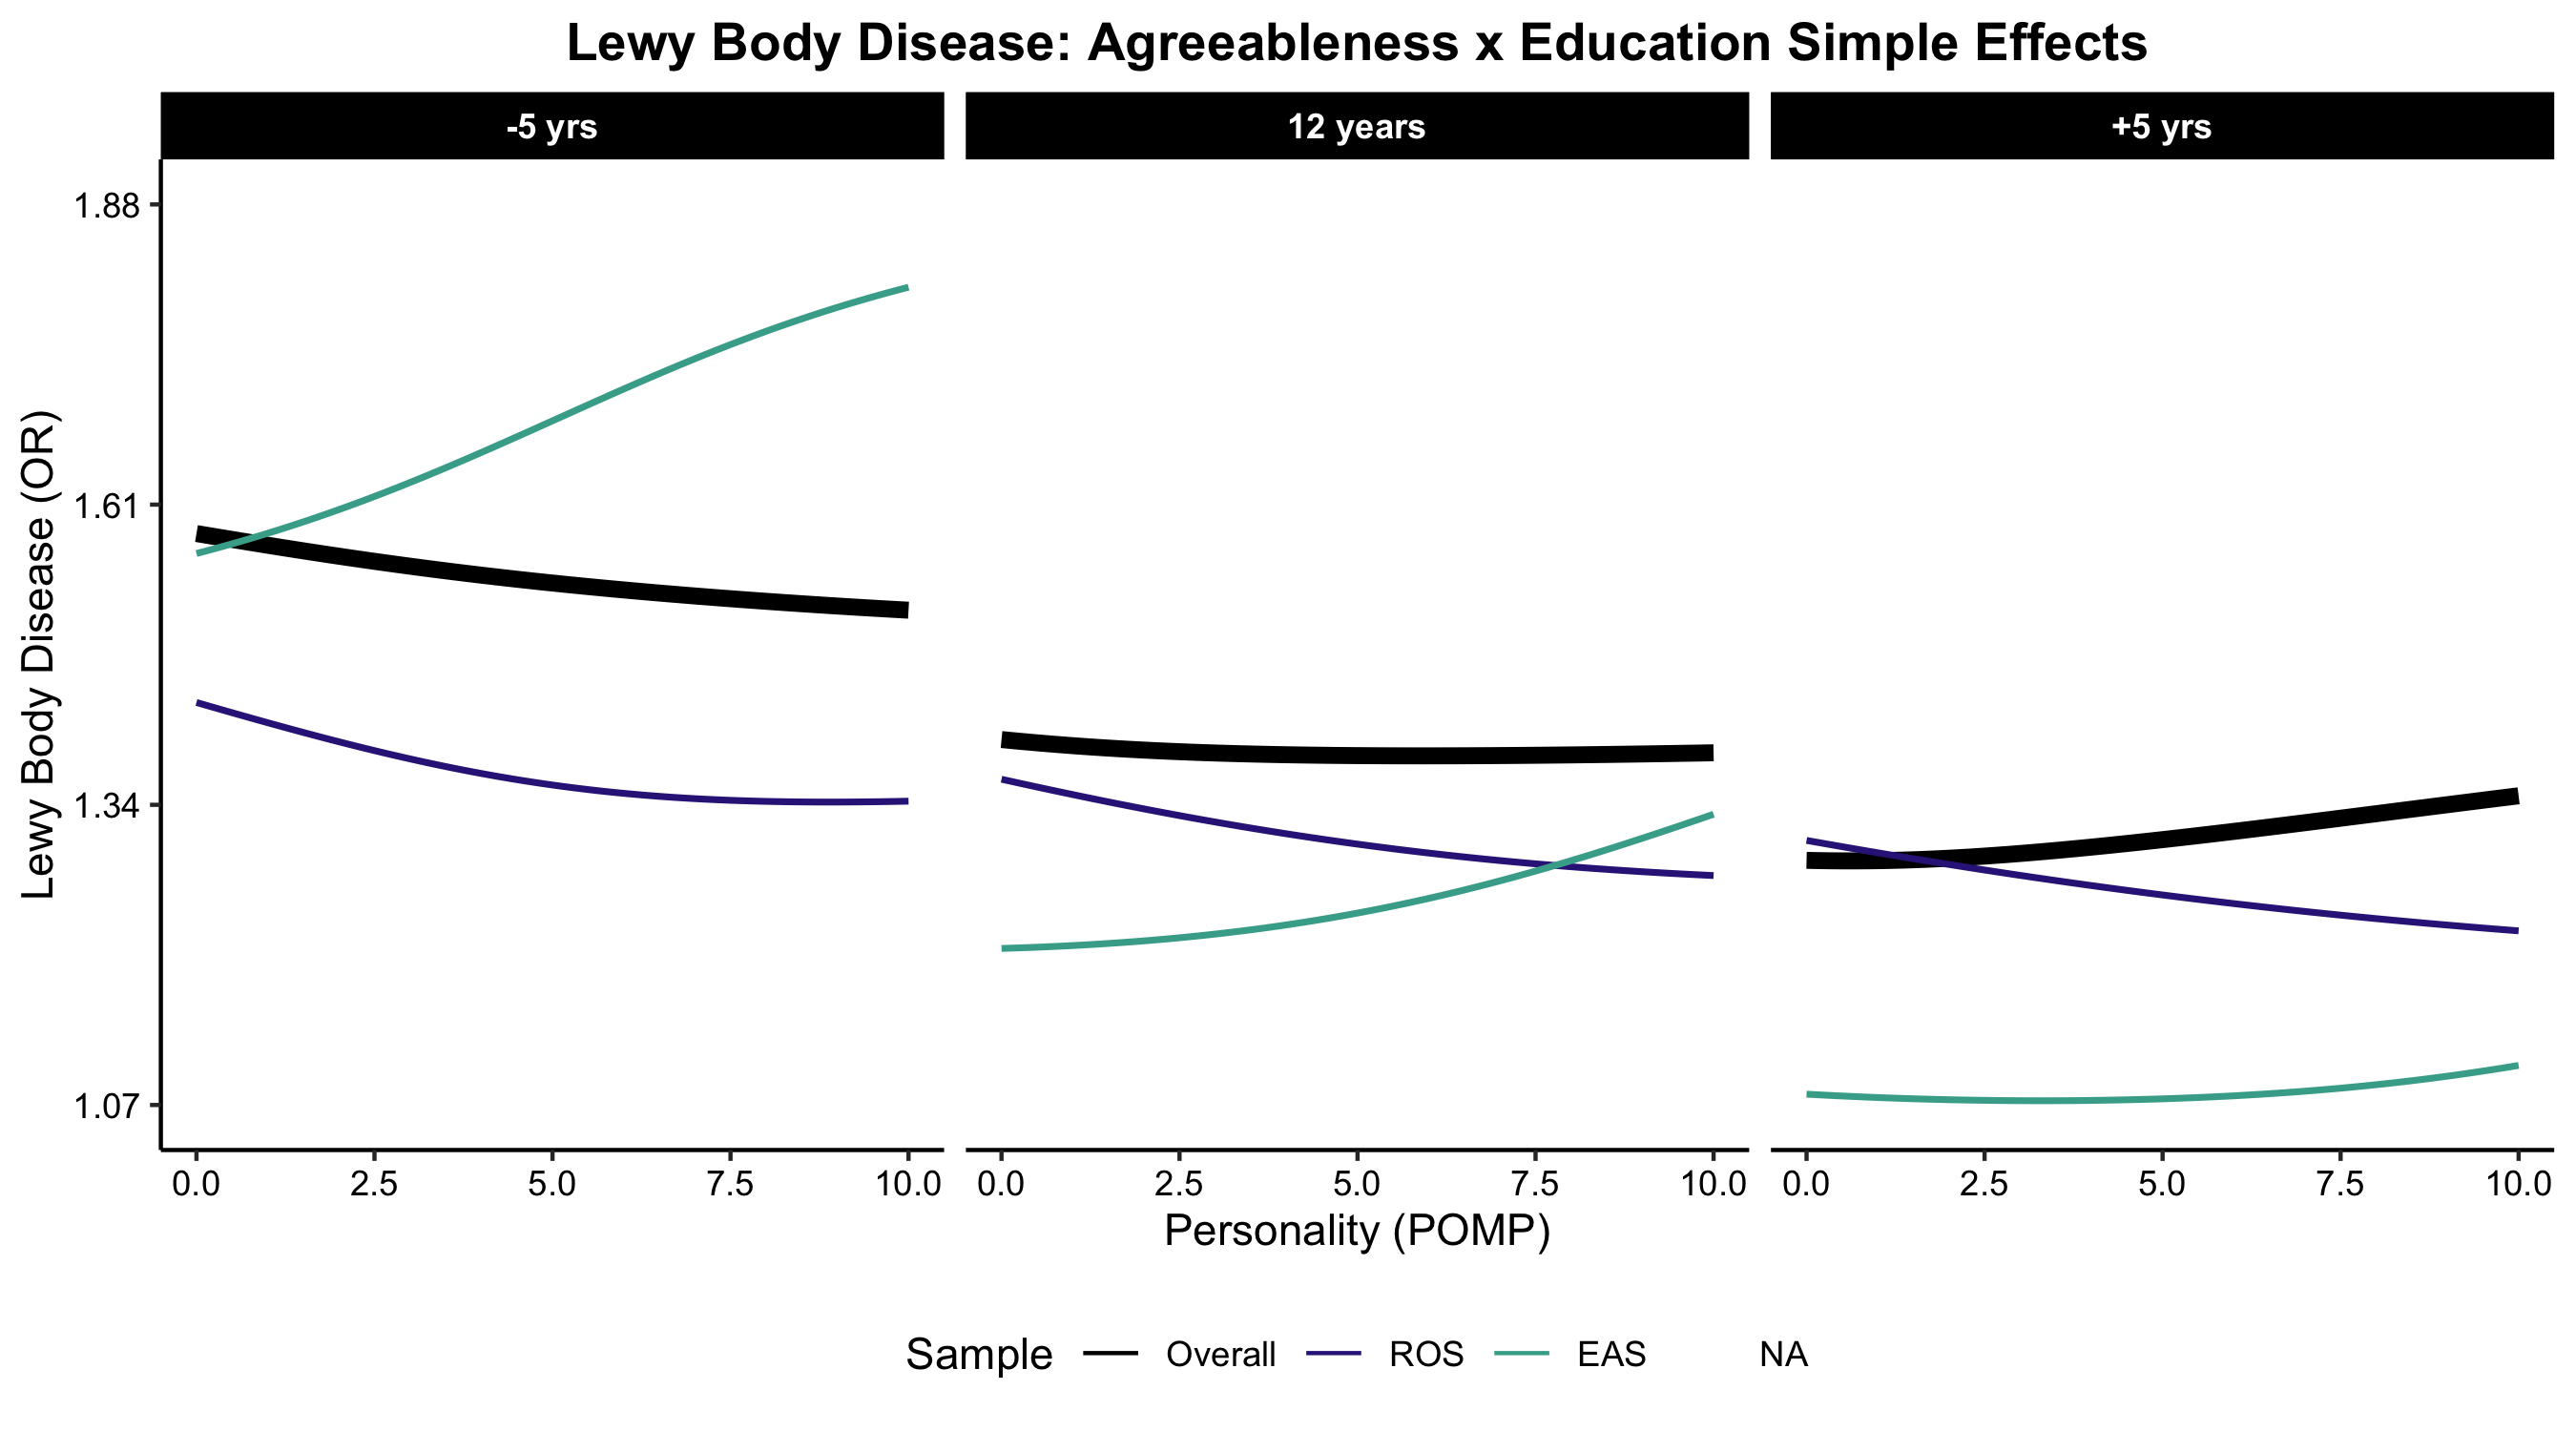 Lewy Body Disease: Agreeableness x Education Simple Effects
-5 yrs 12 years +5 yrs
Lewy Body Disease (OR)
1.88
1.61
1.34
1.07
0.0 2.5 5.0 7.5 10.0 0.0 2.5 5.0 7.5 10.0 0.0 2.5 5.0 7.5 10.0
Personality (POMP)
Sample Overall ROS EAS NA